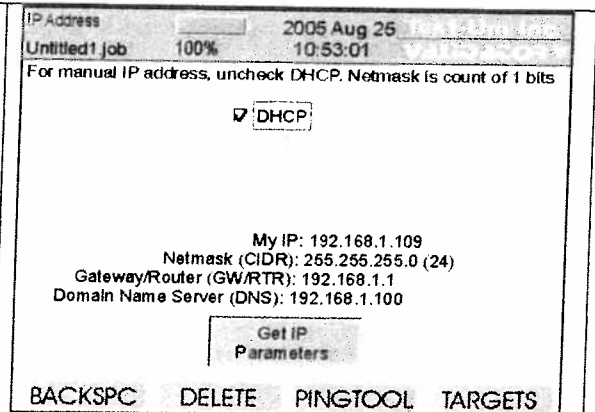 IP Address 2005 Aug 25
Untitled1.job 100% 10:53:01
For manual IP address, uncheck DHCP. Netmask is count of 1 bits
DHCP
My IP: 192.168.1.109
Netmask (CIDR): 255.255.255.0 (24)
Gateway/Router (GW/RTR): 192.168.1.1
Domain Name Server (DNS): 192.168.1.100
Get IP
Parameters
BACKSPC DELETE PINGTOOL TARGETS